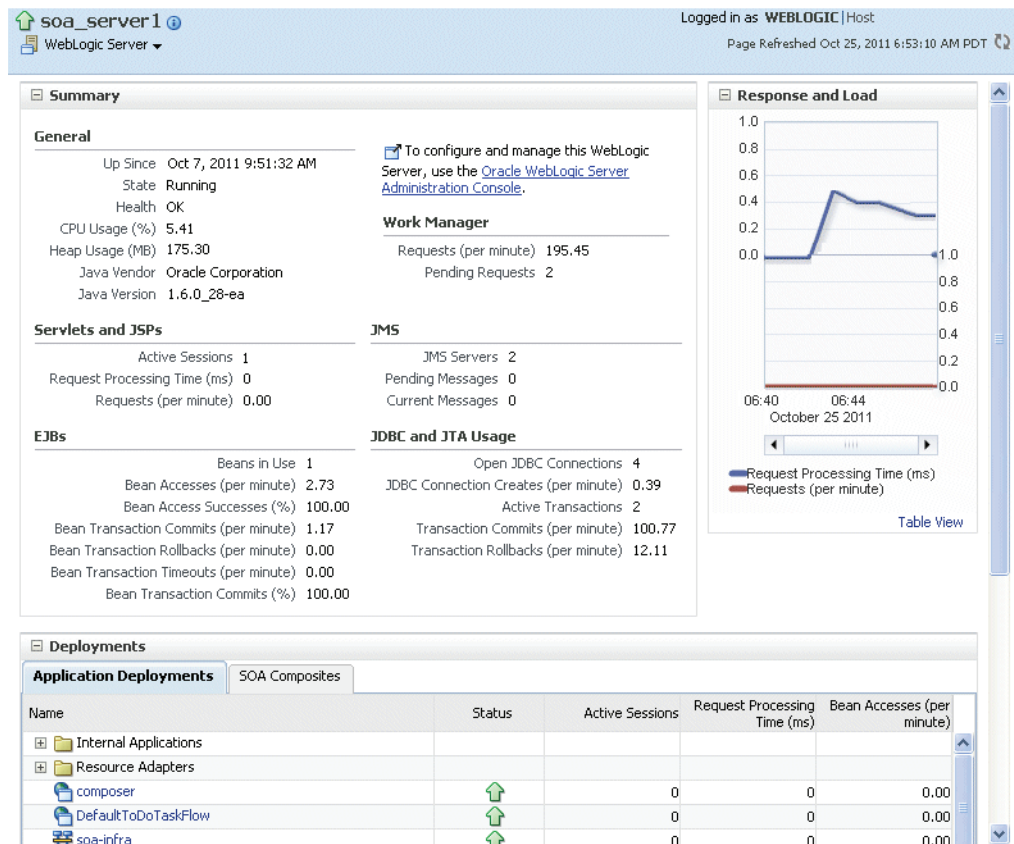 soa_server1
Logged in as WEBLOGIC|Host
WebLogic Server
Page Refreshed Oct 25, 2011 6:53:10 AM PDT
Summary
General
Up Since Oct 7, 2011 9:51:32 AM
State Running
Health OK
CPU Usage (%) 5.41
Heap Usage (MB) 175.30
Java Vendor Oracle Corporation
Java Version 1.6.0_28-ea
To configure and manage this WebLogic
Server, use the Oracle WebLogic Server
Administration Console.
Work Manager
Requests (per minute) 195.45
Pending Requests 2
Servlets and JSPs
Active Sessions 1
Request Processing Time (ms) 0
Requests (per minute) 0.00
JMS
JMS Servers 2
Pending Messages 0
Current Messages 0
EJBs
Beans in Use 1
Bean Accesses (per minute) 2.73
Bean Access Successes (%) 100.00
Bean Transaction Commits (per minute) 1.17
Bean Transaction Rollbacks (per minute) 0.00
Bean Transaction Timeouts (per minute) 0.00
Bean Transaction Commits (%) 100.00
JDBC and JTA Usage
Open JDBC Connections 4
JDBC Connection Creates (per minute) 0.39
Active Transactions 2
Transaction Commits (per minute) 100.77
Transaction Rollbacks (per minute) 12.11
Response and Load
1.0
0.8
0.6
0.4
0.2
0.0
1.0
0.8
0.6
0.4
0.2
0.0
06:40 06:44
October 25 2011
Request Processing Time (ms)
Requests (per minute)
Table View
Deployments
Application Deployments SOA Composites
Name Status Active Sessions Request Processing Time (ms) Bean Accesses (per minute)
Internal Applications
Resource Adapters
composer 0 0 0.00
DefaultToDoTaskFlow 0 0 0.00
soa-infra 0 0 0.00